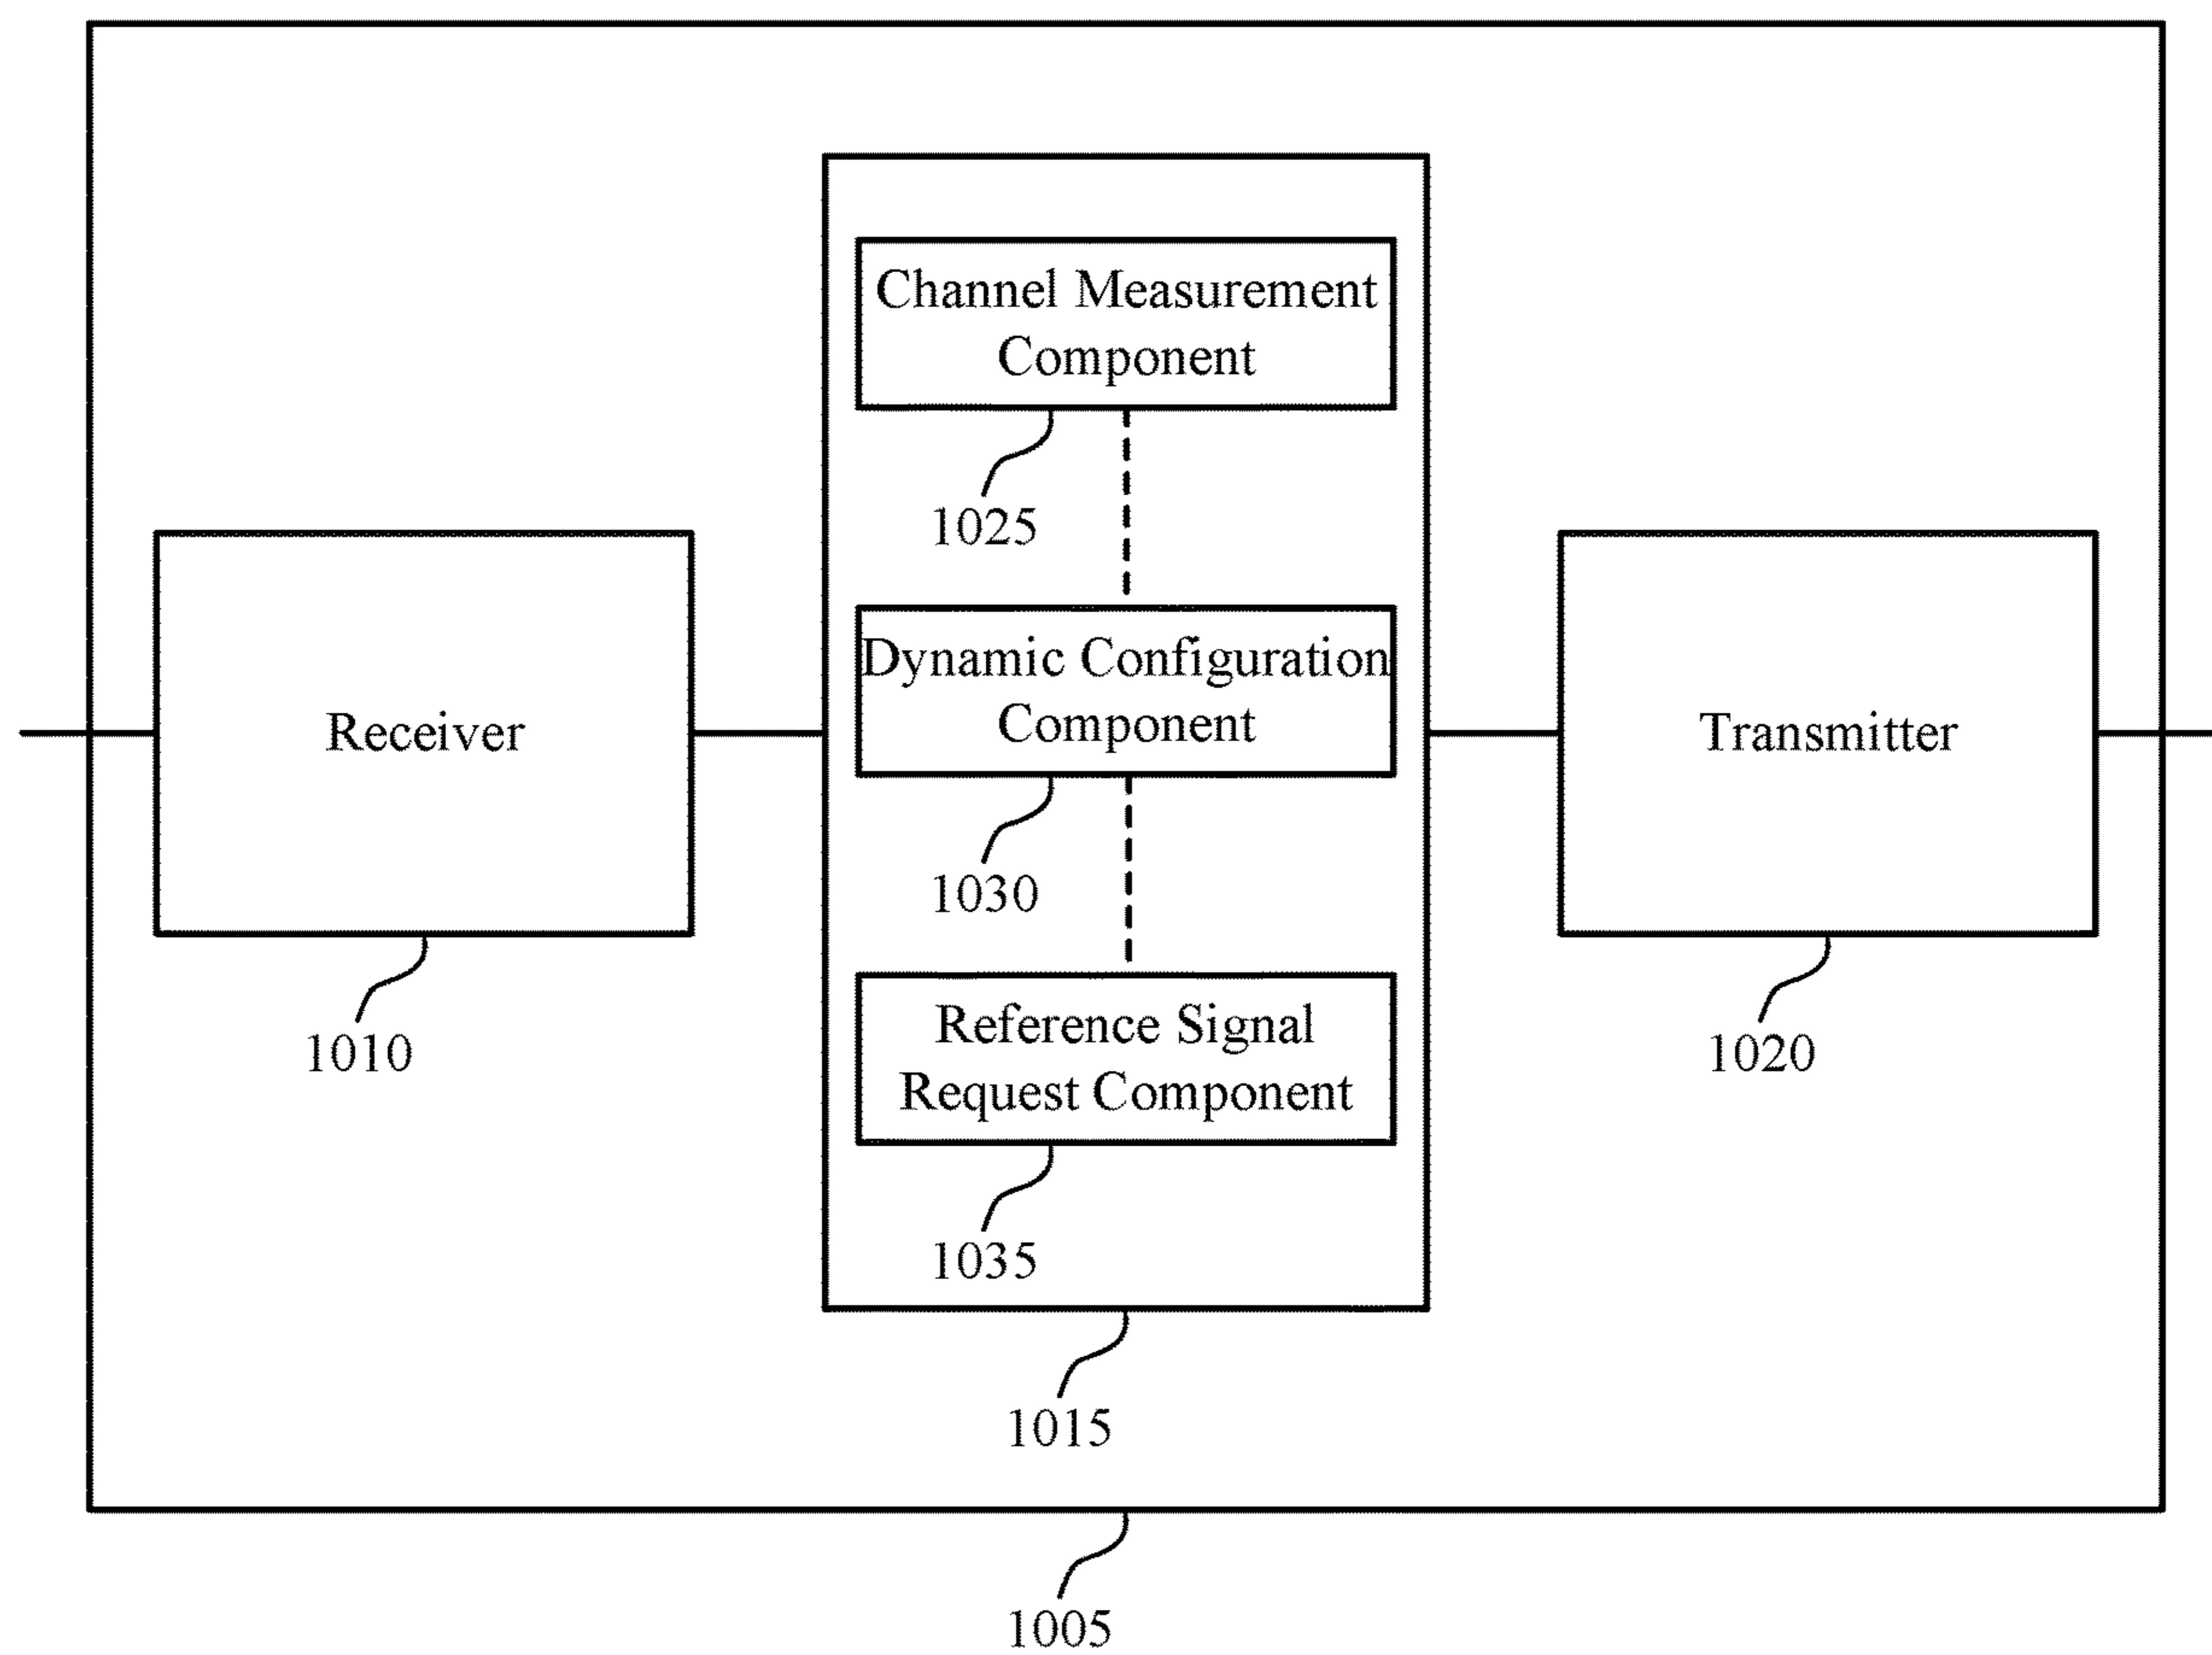 Channel Measurement
Component
1025
Dynamic Configuration
Component
1030
Receiver
1010
Transmitter
1020
Reference Signal
Request Component
1035
1015
1005